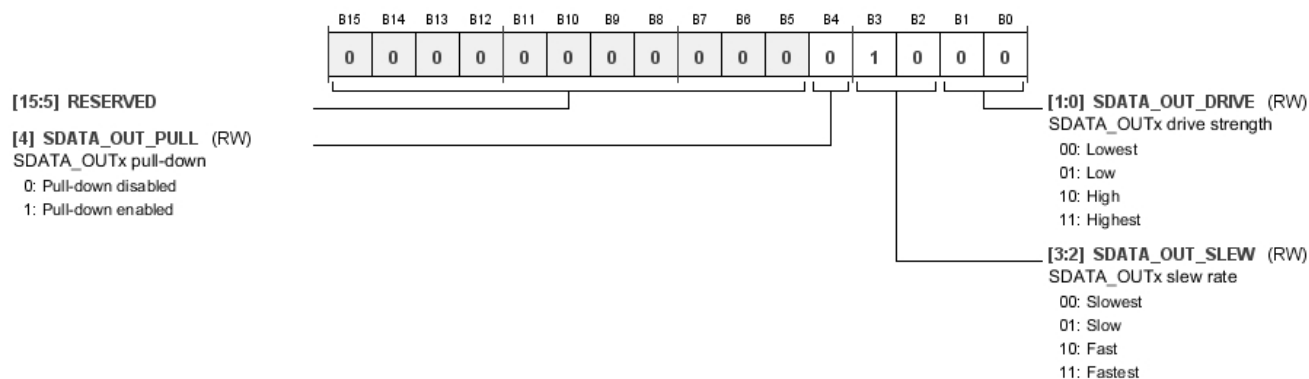 B15 B14 B13 B12 B11 B10 B9 B8 B7 B6 B5 B4 B3 B2 B1 B0
0 0 0 0 0 0 0 0 0 0 0 0 1 0 0 0
[15:5] RESERVED
[4] SDATA_OUT_PULL (RW)
SDATA_OUTx pull-down
0: Pull-down disabled
1: Pull-down enabled
[1:0] SDATA_OUT_DRIVE (RW)
SDATA_OUTx drive strength
00: Lowest
01: Low
10: High
11: Highest
[3:2] SDATA_OUT_SLEW (RW)
SDATA_OUTx slew rate
00: Slowest
01: Slow
10: Fast
11: Fastest